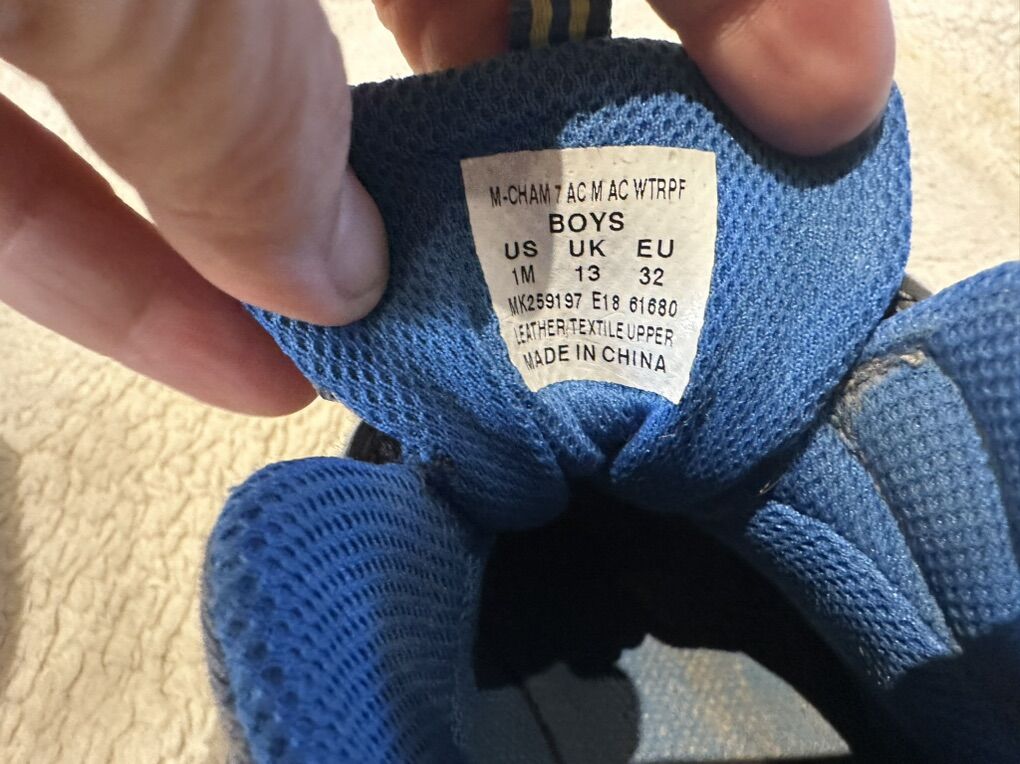 M-CHAM 7 AC M AC WTRPF
BOYS
US UK EU
1M 13 32
MK259197 E18 61680
LEATHER/TEXTILE UPPER
MADE IN CHINA